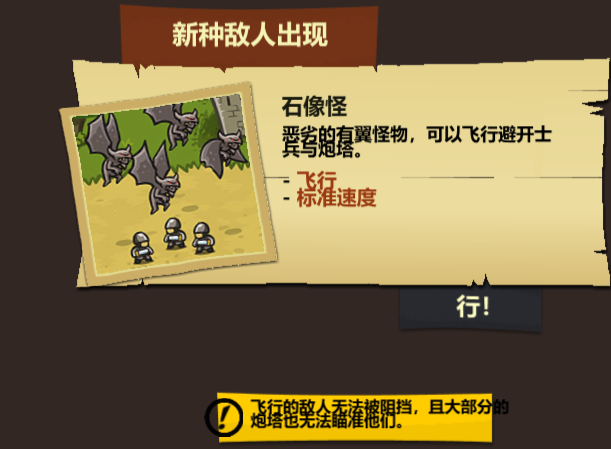 新种敌人出现
石像怪
恶劣的有翼怪物，可以飞行避开士
兵与炮塔。
- 飞行
- 标准速度
行！
飞行的敌人无法被阻挡，且大部分的
炮塔也无法瞄准他们。